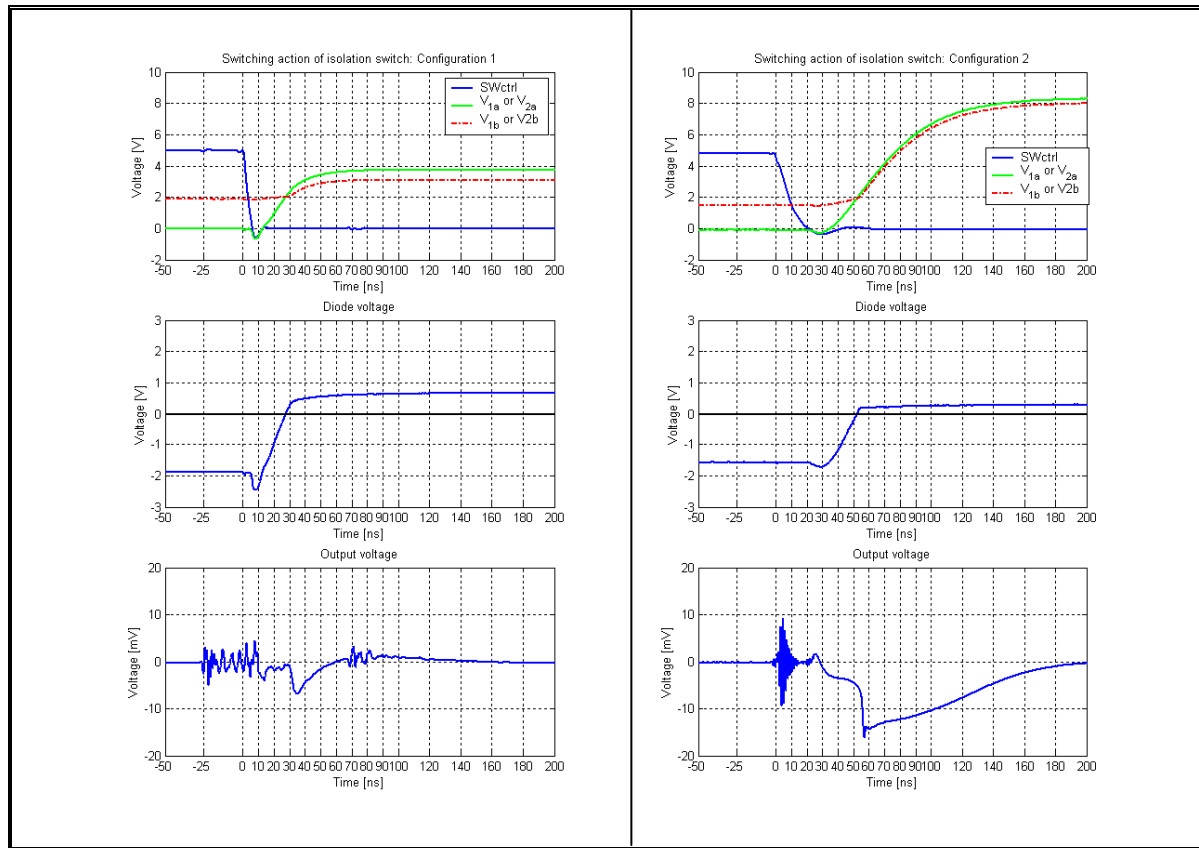 Switching action of isolation switch: Configuration 1
10
8
6
4
2
0
-2
Voltage [V]
SWctrl
V1a or V2a
V1b or V2b
-50 -25 0 10 20 30 40 50 60 70 80 90 100 120 140 160 180 200
Time [ns]
Diode voltage
3
2
1
0
-1
-2
-3
Voltage [V]
-50 -25 0 10 20 30 40 50 60 70 80 90 100 120 140 160 180 200
Time [ns]
Output voltage
20
10
0
-10
-20
Voltage [mV]
-50 -25 0 10 20 30 40 50 60 70 80 90 100 120 140 160 180 200
Time [ns]
Switching action of isolation switch: Configuration 2
10
8
6
4
2
0
-2
Voltage [V]
SWctrl
V1a or V2a
V1b or V2b
-50 -25 0 10 20 30 40 50 60 70 80 90 100 120 140 160 180 200
Time [ns]
Diode voltage
3
2
1
0
-1
-2
-3
Voltage [V]
-50 -25 0 10 20 30 40 50 60 70 80 90 100 120 140 160 180 200
Time [ns]
Output voltage
20
10
0
-10
-20
Voltage [mV]
-50 -25 0 10 20 30 40 50 60 70 80 90 100 120 140 160 180 200
Time [ns]